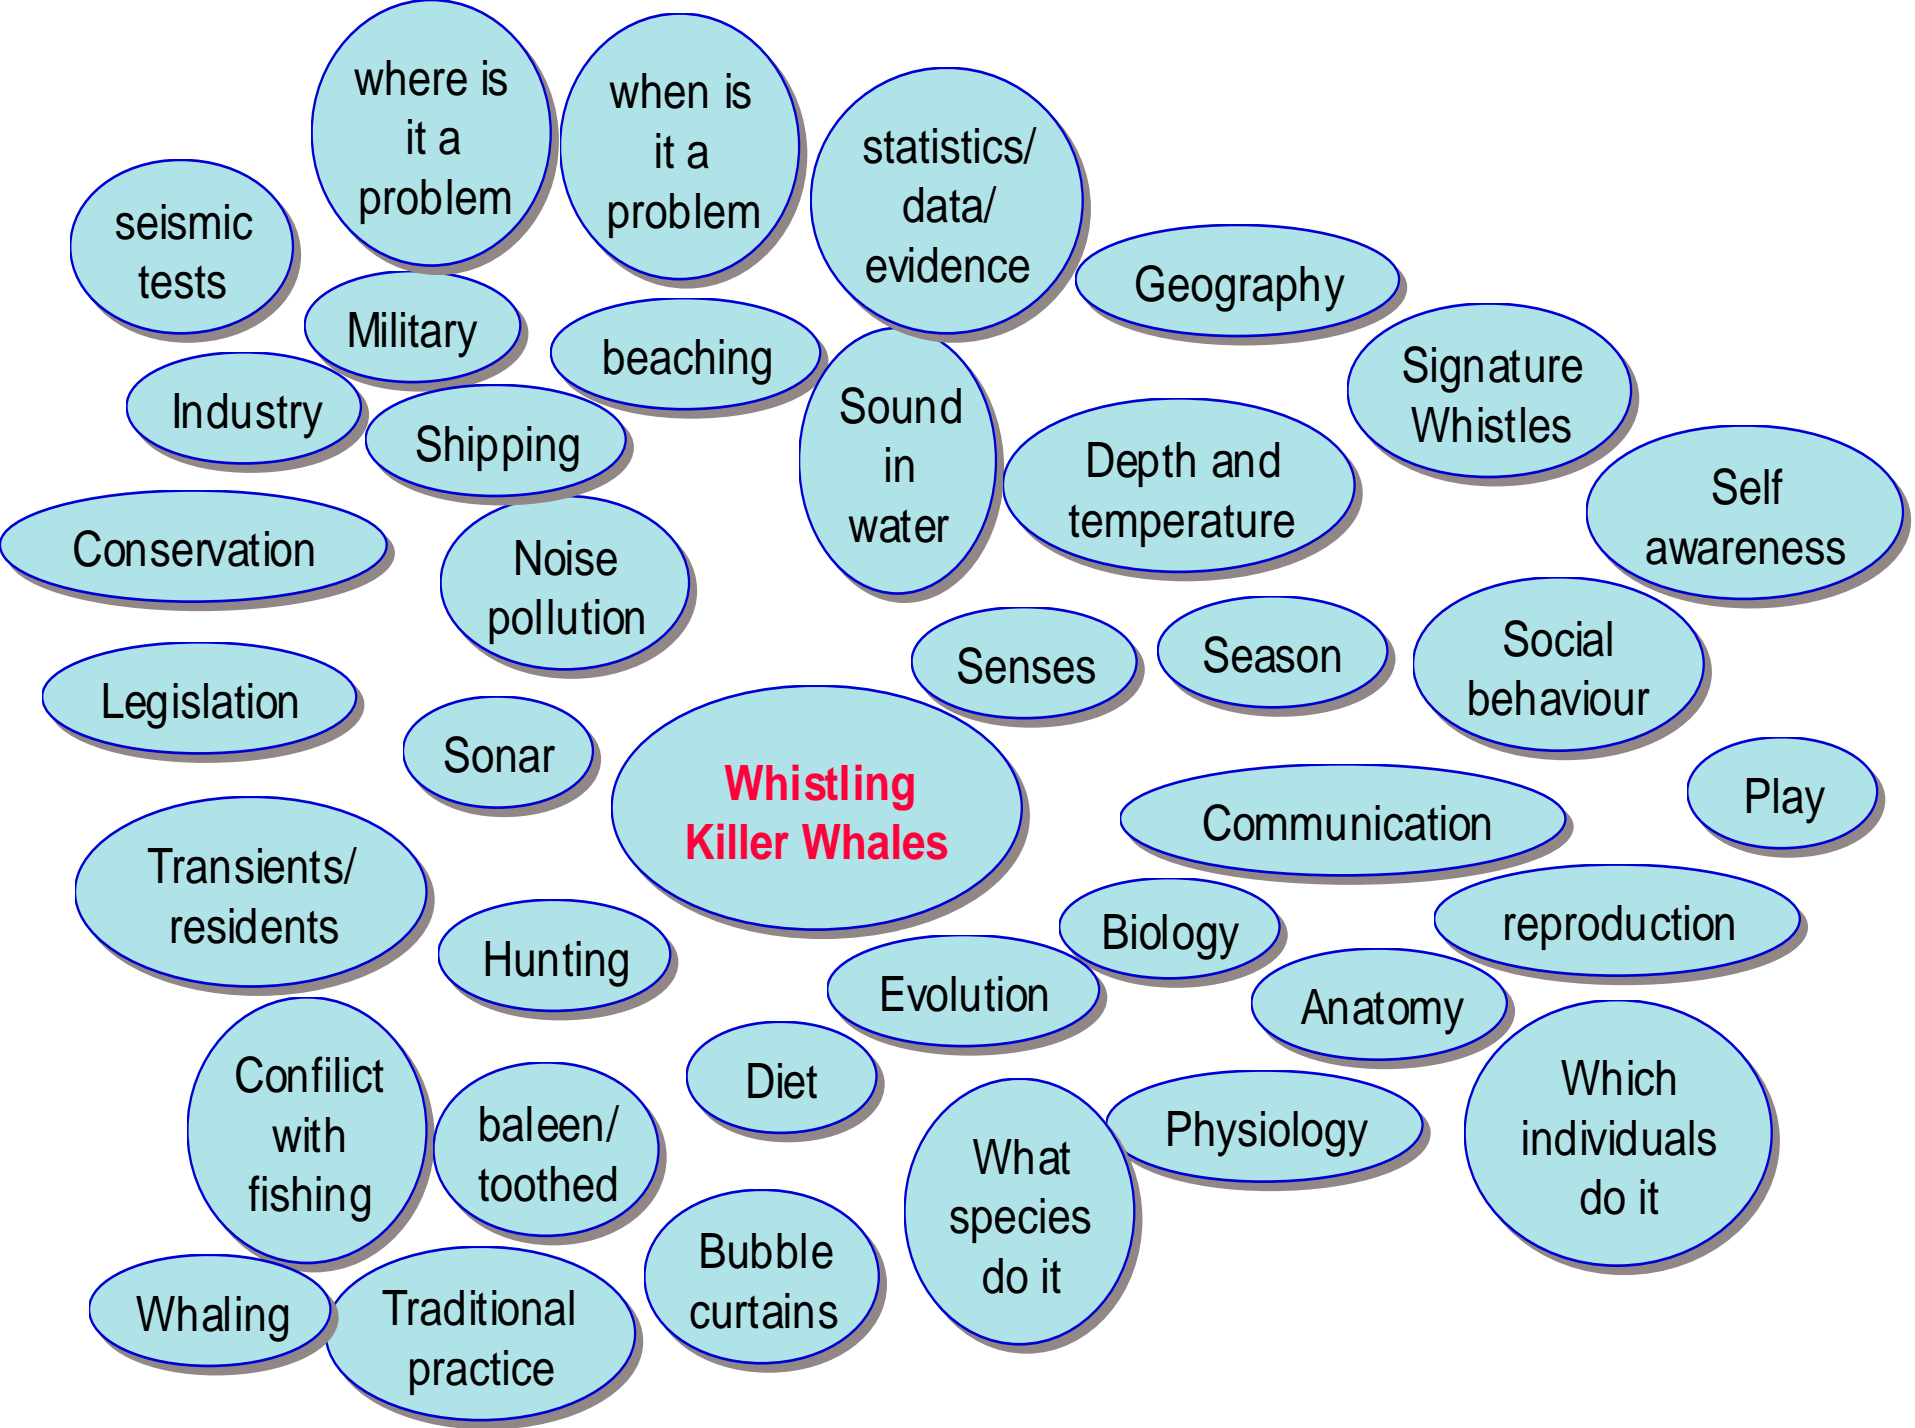 where is
it a
problem
when is
it a
problem
statistics/
data/
evidence
seismic
tests
Geography
Military
beaching
Signature
Whistles
Industry
Shipping
Sound
in
water
Depth and
temperature
Self
awareness
Conservation
Noise
pollution
Senses
Season
Social
behaviour
Legislation
Sonar
Whistling
Killer Whales
Communication
Play
Transients/
residents
Hunting
Biology
reproduction
Evolution
Anatomy
Confilict
with
fishing
baleen/
toothed
Diet
What
species
do it
Physiology
Which
individuals
do it
Bubble
curtains
Whaling
Traditional
practice